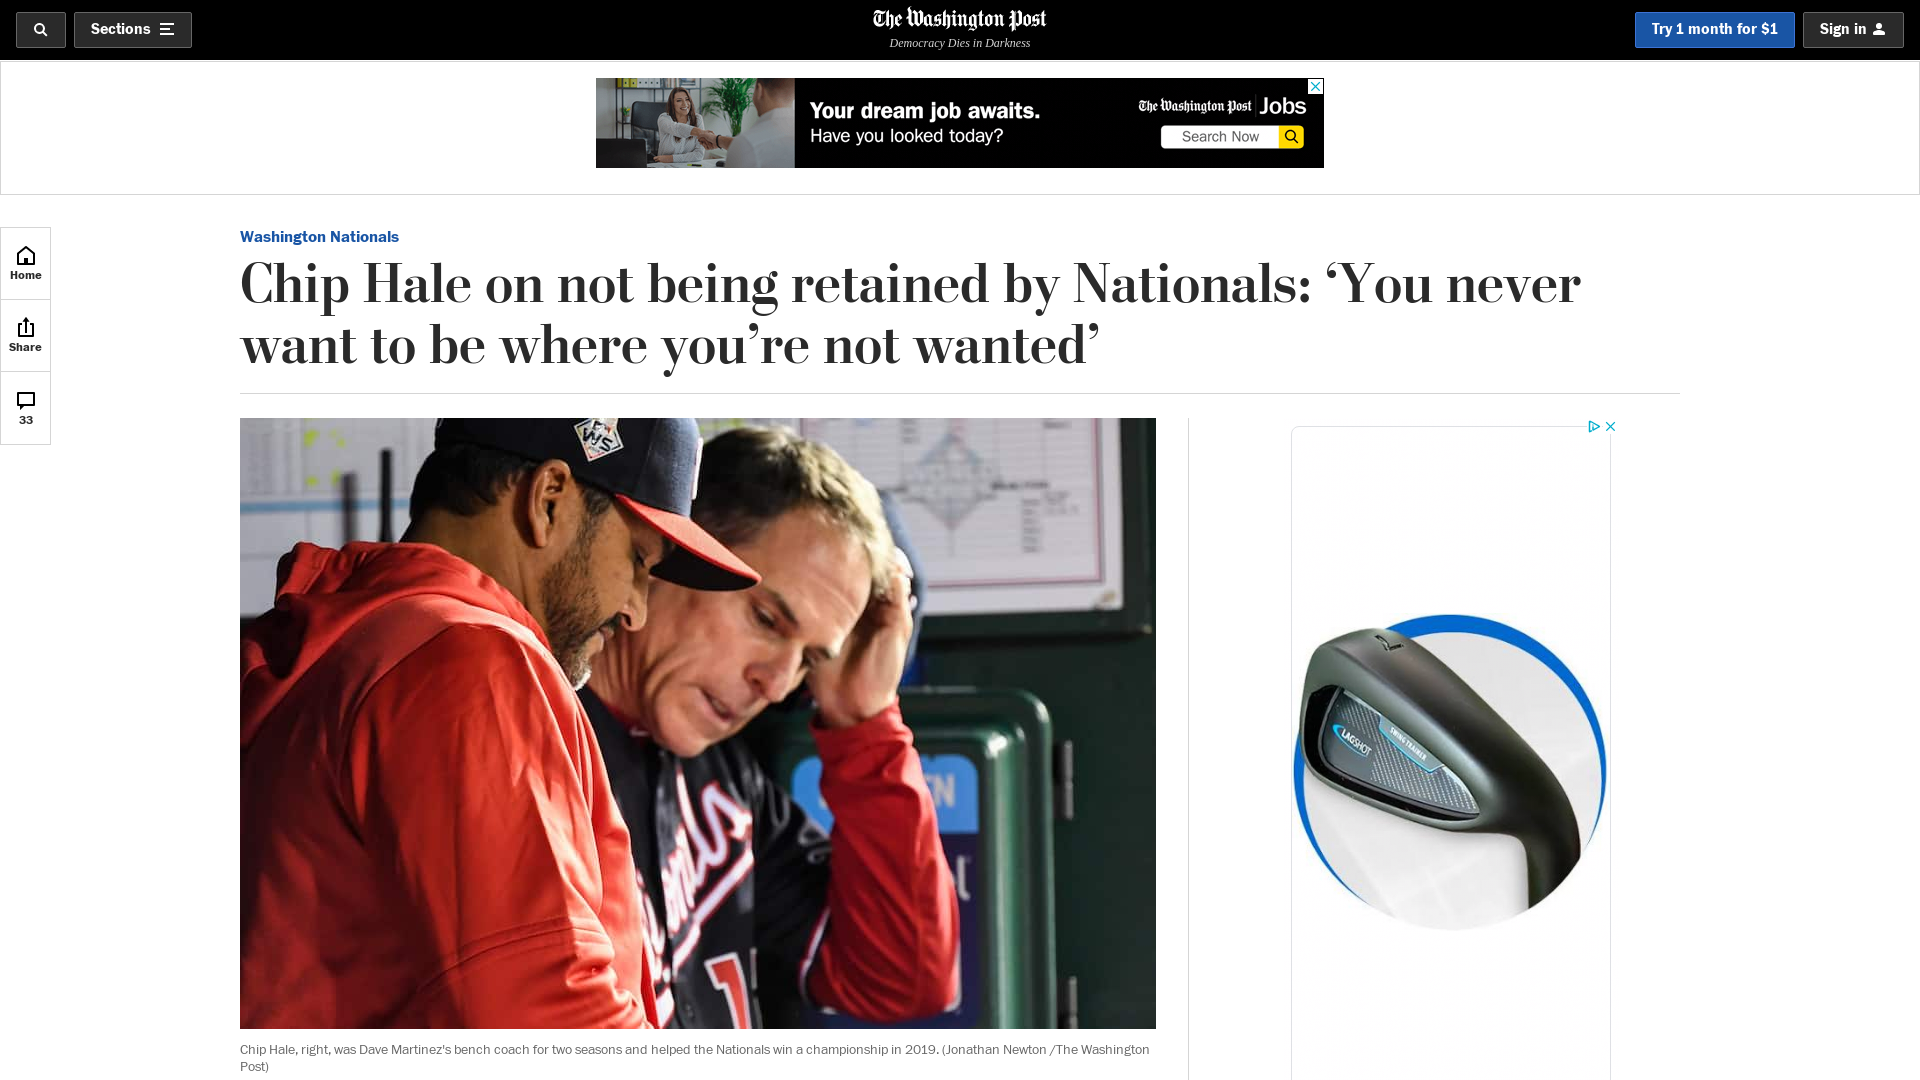 Sections
The Washington Post
Democracy Dies in Darkness
Try 1 month for $1
Sign in
Your dream job awaits.
Have you looked today?
The Washington Post Jobs
Search Now
Home
Share
33
Washington Nationals
Chip Hale on not being retained by Nationals: ‘You never
want to be where you’re not wanted’
WS
LAGSHOT
SWING TRAINER
7
Chip Hale, right, was Dave Martinez's bench coach for two seasons and helped the Nationals win a championship in 2019. (Jonathan Newton /The Washington
Post)